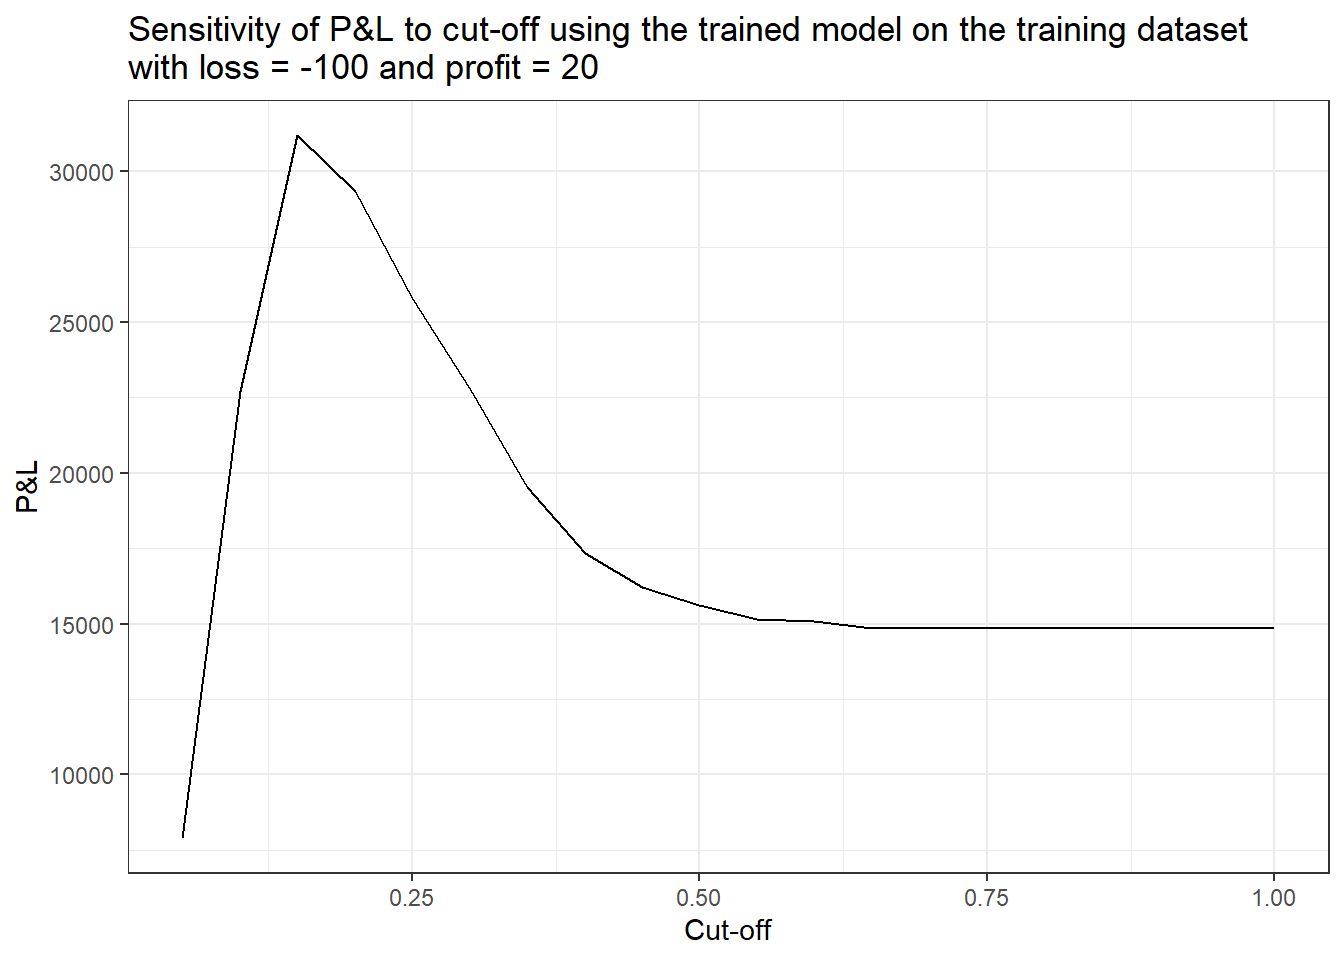 Sensitivity of P&L to cut-off using the trained model on the training dataset
with loss = -100 and profit = 20
30000
25000
20000
15000
10000
P&L
0.25
0.50
0.75
1.00
Cut-off